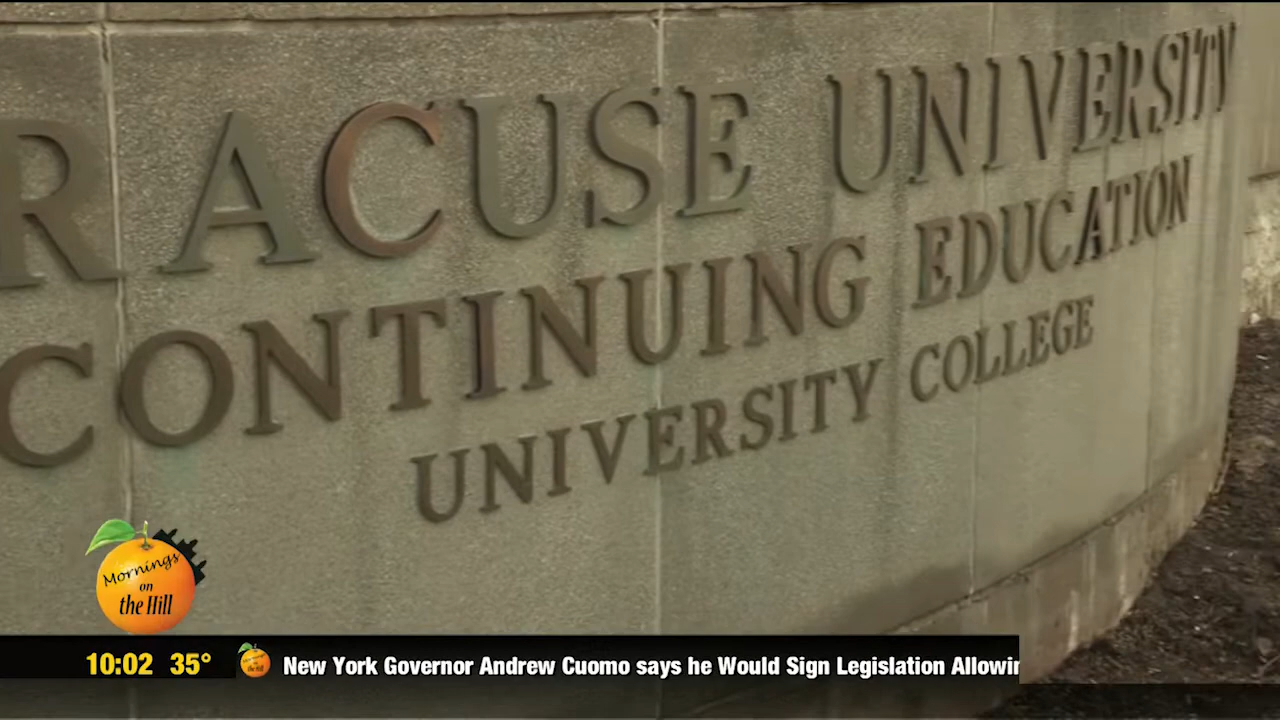 RACUSE UNIVERSITY
CONTINUING EDUCATION
UNIVERSITY COLLEGE
Mornings
on
the Hill
10:02 35° New York Governor Andrew Cuomo says he Would Sign Legislation Allowin